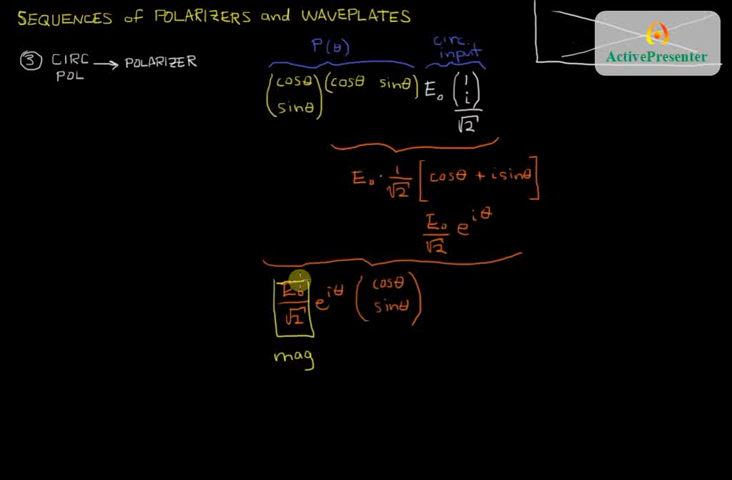 SEQUENCES of POLARIZERS and WAVEPLATES
ActivePresenter
③ CIRC POL → POLARIZER
P(θ)
circ. input
(cosθ sinθ) (cosθ sinθ) E₀ (1 i) / √2
E₀ · 1/√2 [cosθ + i sinθ]
E₀/√2 e^{iθ}
E₀/√2 e^{iθ} (cosθ sinθ)
mag